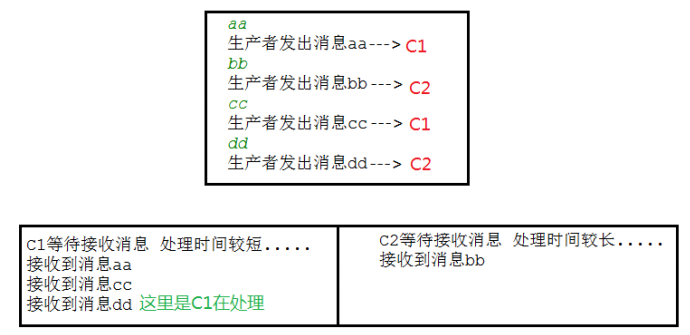 aa
生产者发出消息aa---> C1
bb
生产者发出消息bb---> C2
cc
生产者发出消息cc---> C1
dd
生产者发出消息dd---> C2
C1等待接收消息 处理时间较短.....
接收到消息aa
接收到消息cc
接收到消息dd 这里是C1在处理
C2等待接收消息 处理时间较长.....
接收到消息bb